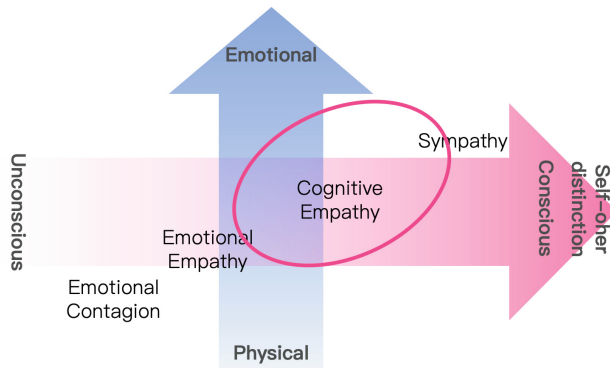 Emotional
Sympathy
Unconscious
Cognitive
Empathy
Conscious
Self-oher
distinction
Emotional
Empathy
Emotional
Contagion
Physical